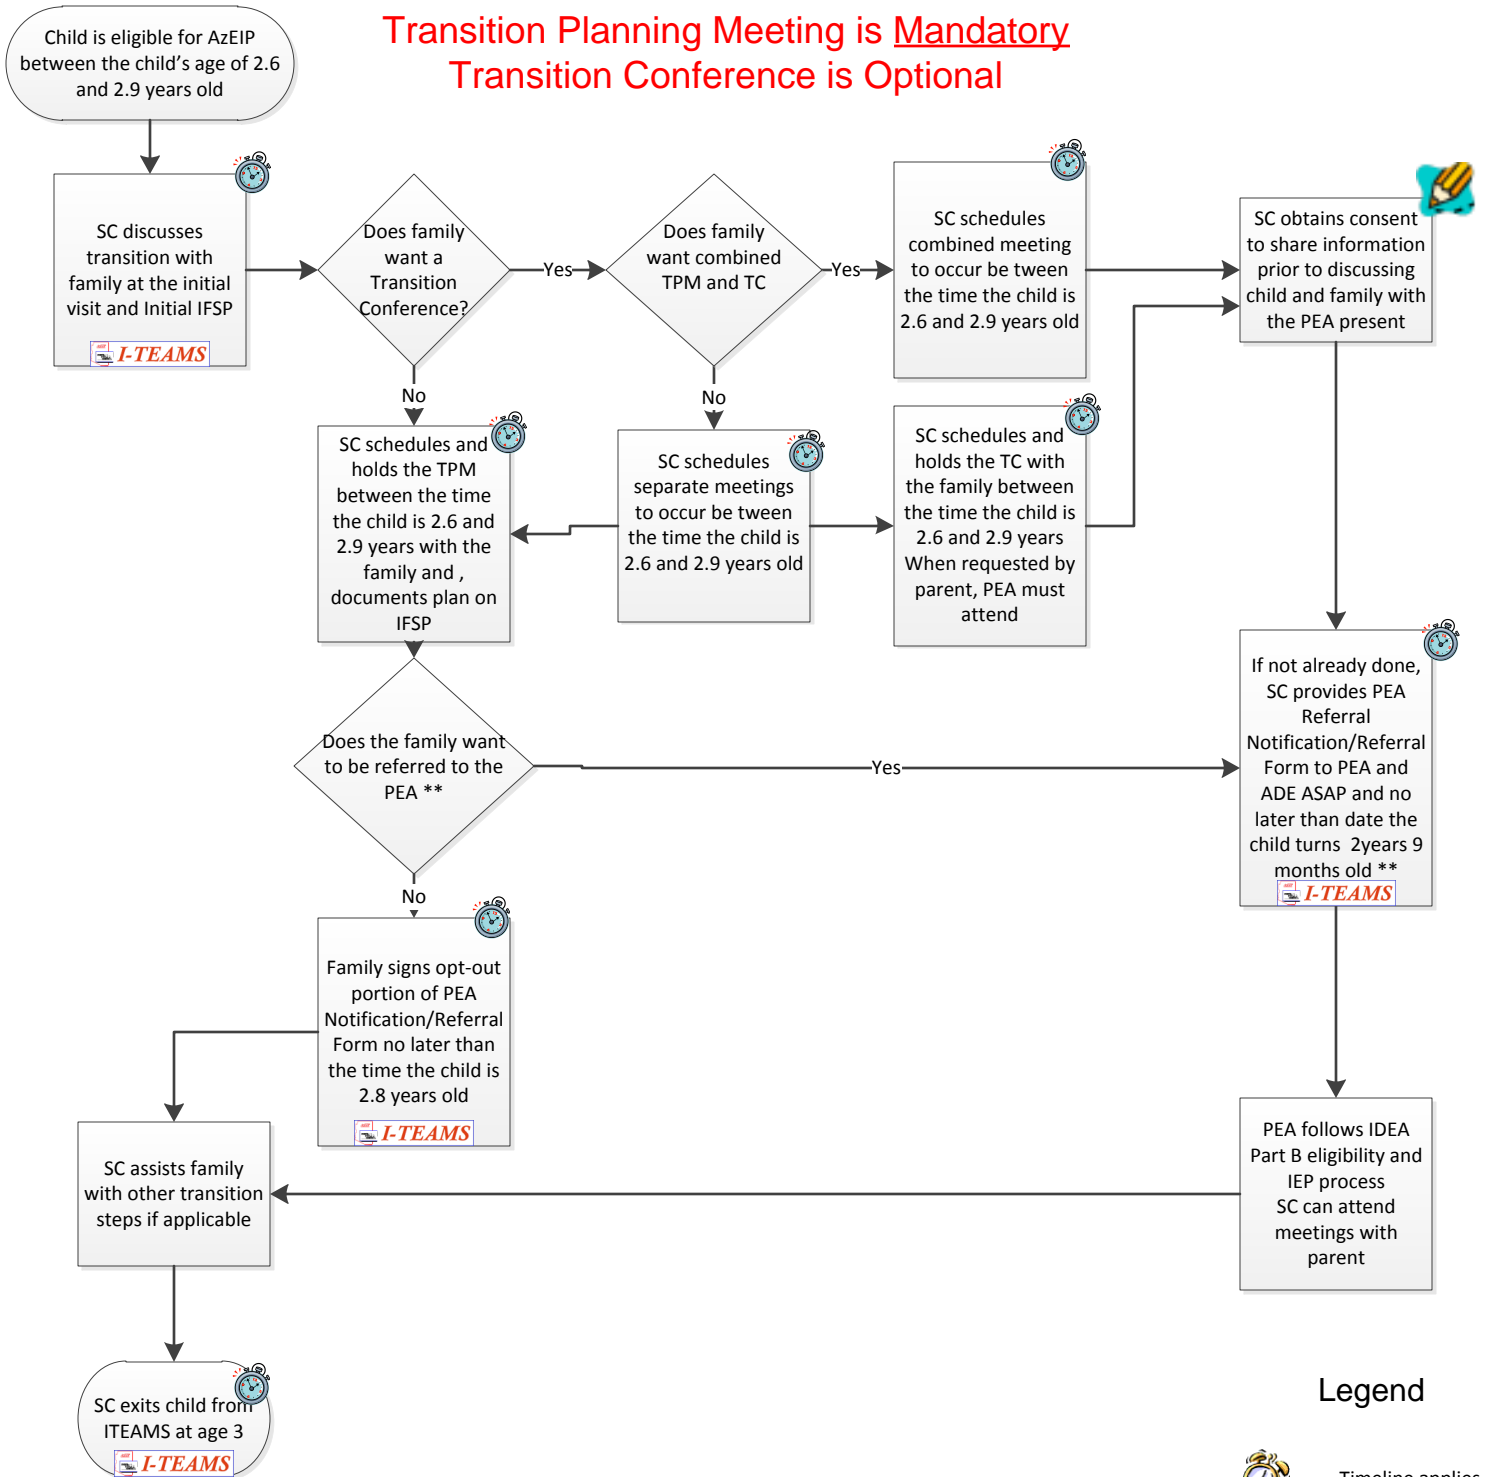 Transition Planning Meeting is Mandatory
Transition Conference is Optional
Child is eligible for AzEIP
between the child's age of 2.6
and 2.9 years old
SC discusses
transition with
family at the initial
visit and Initial IFSP
I-TEAMS
Does family
want a
Transition
Conference?
Yes
No
Does family
want combined
TPM and TC
Yes
No
SC schedules
combined meeting
to occur be tween
the time the child is
2.6 and 2.9 years old
SC obtains consent
to share information
prior to discussing
child and family with
the PEA present
SC schedules and
holds the TPM
between the time
the child is 2.6 and
2.9 years with the
family and ,
documents plan on
IFSP
SC schedules
separate meetings
to occur be tween
the time the child is
2.6 and 2.9 years old
SC schedules and
holds the TC with
the family between
the time the child is
2.6 and 2.9 years
When requested by
parent, PEA must
attend
Does the family want
to be referred to the
PEA **
Yes
No
If not already done,
SC provides PEA
Referral
Notification/Referral
Form to PEA and
ADE ASAP and no
later than date the
child turns  2years 9
months old **
I-TEAMS
Family signs opt-out
portion of PEA
Notification/Referral
Form no later than
the time the child is
2.8 years old
I-TEAMS
SC assists family
with other transition
steps if applicable
PEA follows IDEA
Part B eligibility and
IEP process
SC can attend
meetings with
parent
SC exits child from
ITEAMS at age 3
I-TEAMS
Legend
Timeline applies